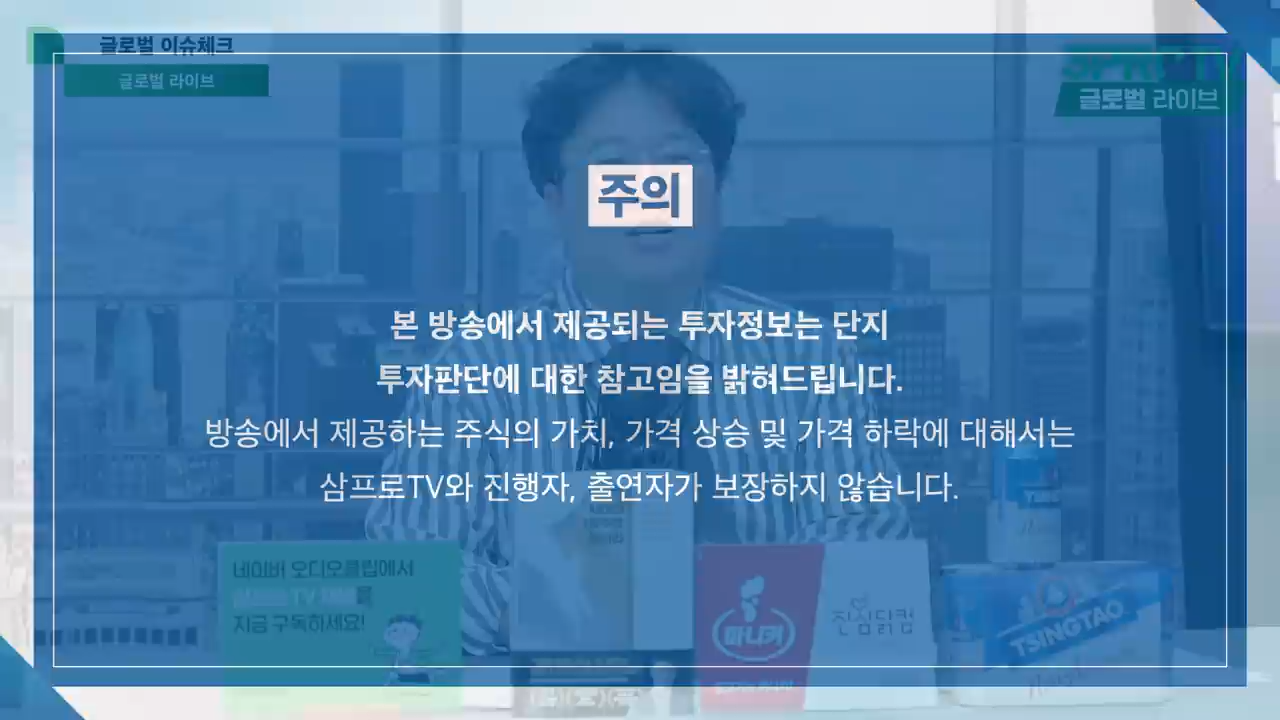 글로벌 이슈체크
글로벌 라이브
3PROTV
글로벌 라이브
주의
본 방송에서 제공되는 투자정보는 단지
투자판단에 대한 참고임을 밝혀드립니다.
방송에서 제공하는 주식의 가치, 가격 상승 및 가격 하락에 대해서는
삼프로TV와 진행자, 출연자가 보장하지 않습니다.
네이버 오디오클립에서
지금 구독하세요!
마니커
진심닭컵
TSINGTAO